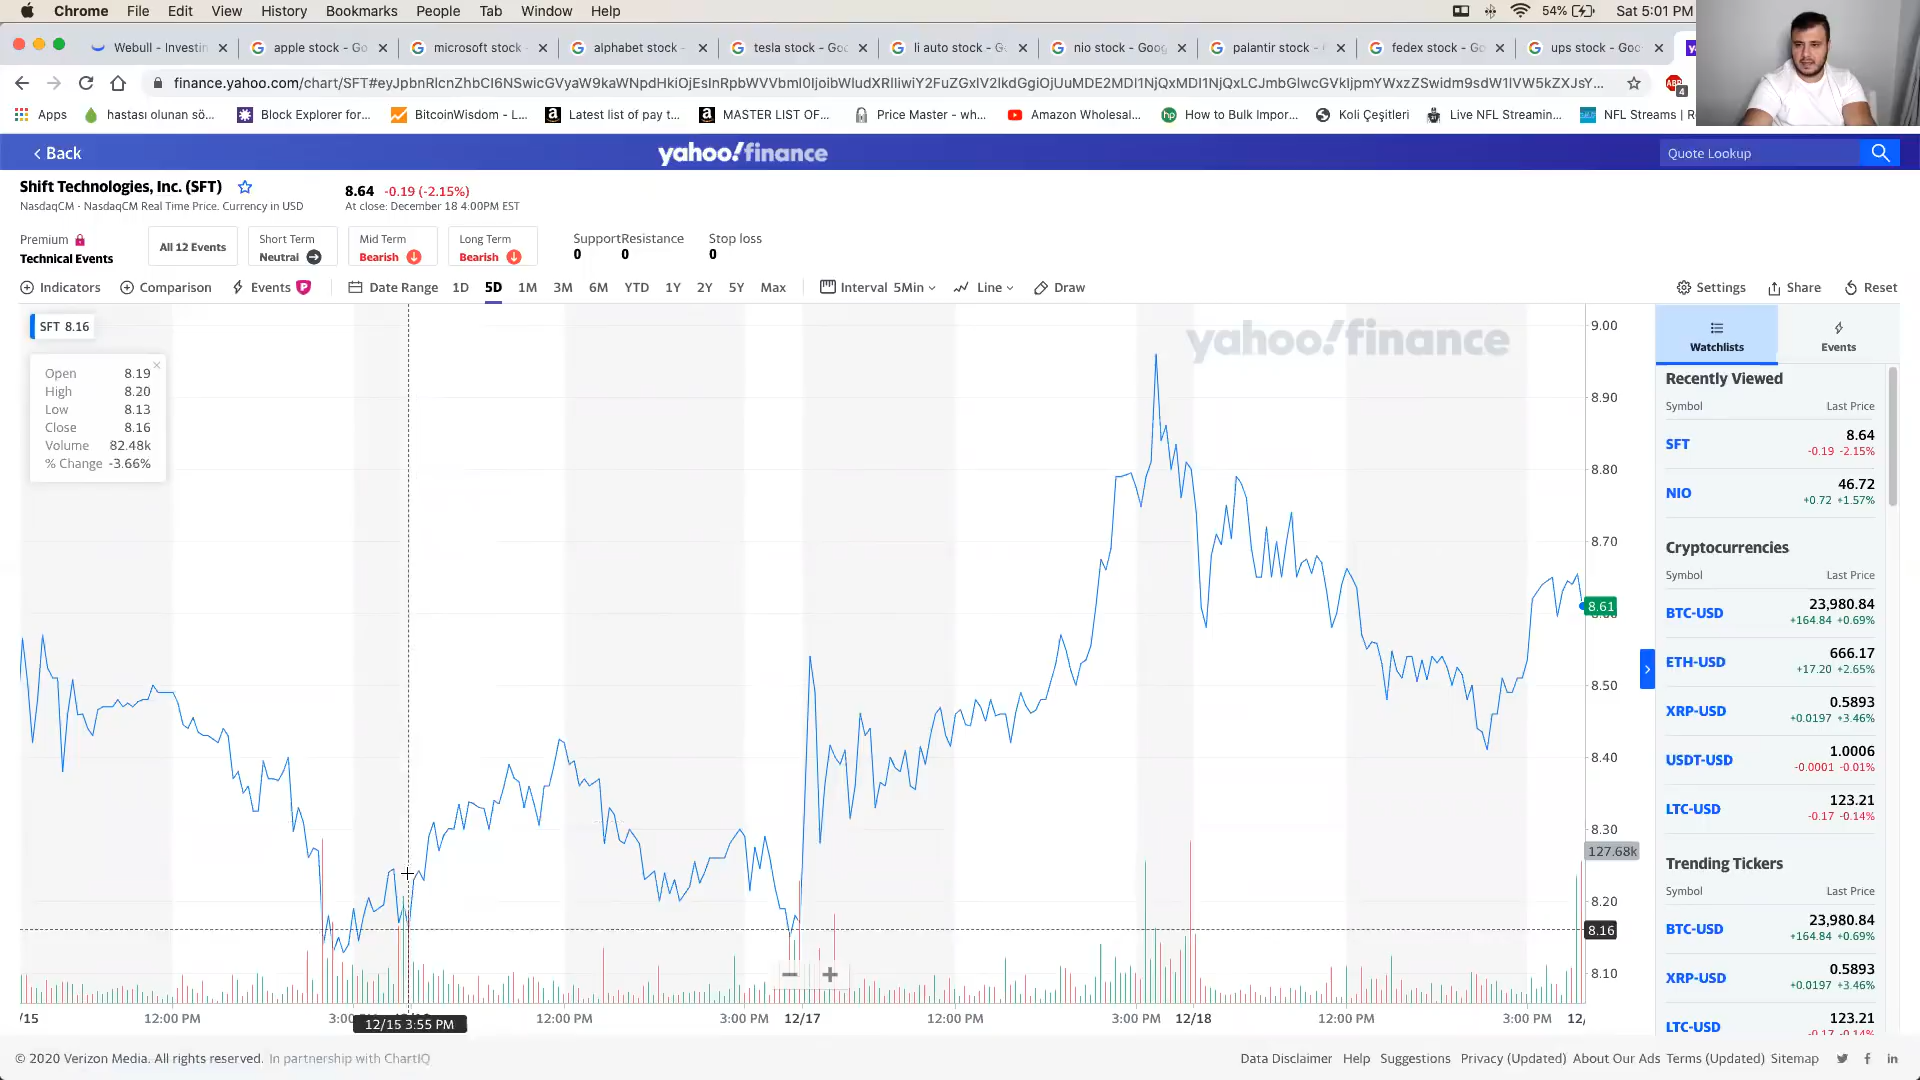 Chrome File Edit View History Bookmarks People Tab Window Help 54% Sat 5:01 PM
Webull - Investin apple stock - Go microsoft stock - alphabet stock - tesla stock - Goo li auto stock - G nio stock - Goog palantir stock - fedex stock - Go ups stock - Goo
finance.yahoo.com/chart/SFT
ABP 4
Apps hastası olunan sö... Block Explorer for... BitcoinWisdom - L... Latest list of pay t... MASTER LIST OF... Price Master - wh... Amazon Wholesal... How to Bulk Impor... Koli Çeşitleri Live NFL Streamin... NFL Streams | R
Back yahoo!finance Quote Lookup
Shift Technologies, Inc. (SFT) 8.64 -0.19 (-2.15%)
NasdaqCM - NasdaqCM Real Time Price. Currency in USD At close: December 18 4:00PM EST
Premium All 12 Events Short Term Mid Term Long Term SupportResistance Stop loss
Technical Events Neutral Bearish Bearish 0 0 0
Indicators Comparison Events P Date Range 1D 5D 1M 3M 6M YTD 1Y 2Y 5Y Max Interval 5Min Line Draw Settings Share Reset
SFT 8.16
Open 8.19
High 8.20
Low 8.13
Close 8.16
Volume 82.48k
% Change -3.66%
yahoo!finance
9.00
8.90
8.80
8.70
8.61
8.50
8.40
8.30
127.68k
8.20
8.16
8.10
/15 12:00 PM 3:00 12/15 3:55 PM 12:00 PM 3:00 PM 12/17 12:00 PM 3:00 PM 12/18 12:00 PM 3:00 PM 12/
Watchlists Events
Recently Viewed
Symbol Last Price
SFT 8.64
-0.19 -2.15%
NIO 46.72
+0.72 +1.57%
Cryptocurrencies
Symbol Last Price
BTC-USD 23,980.84
+164.84 +0.69%
ETH-USD 666.17
+17.20 +2.65%
XRP-USD 0.5893
+0.0197 +3.46%
USDT-USD 1.0006
-0.0001 -0.01%
LTC-USD 123.21
-0.17 -0.14%
Trending Tickers
Symbol Last Price
BTC-USD 23,980.84
+164.84 +0.69%
XRP-USD 0.5893
+0.0197 +3.46%
LTC-USD 123.21
-0.17 -0.14%
© 2020 Verizon Media. All rights reserved. In partnership with ChartIQ Data Disclaimer Help Suggestions Privacy (Updated) About Our Ads Terms (Updated) Sitemap